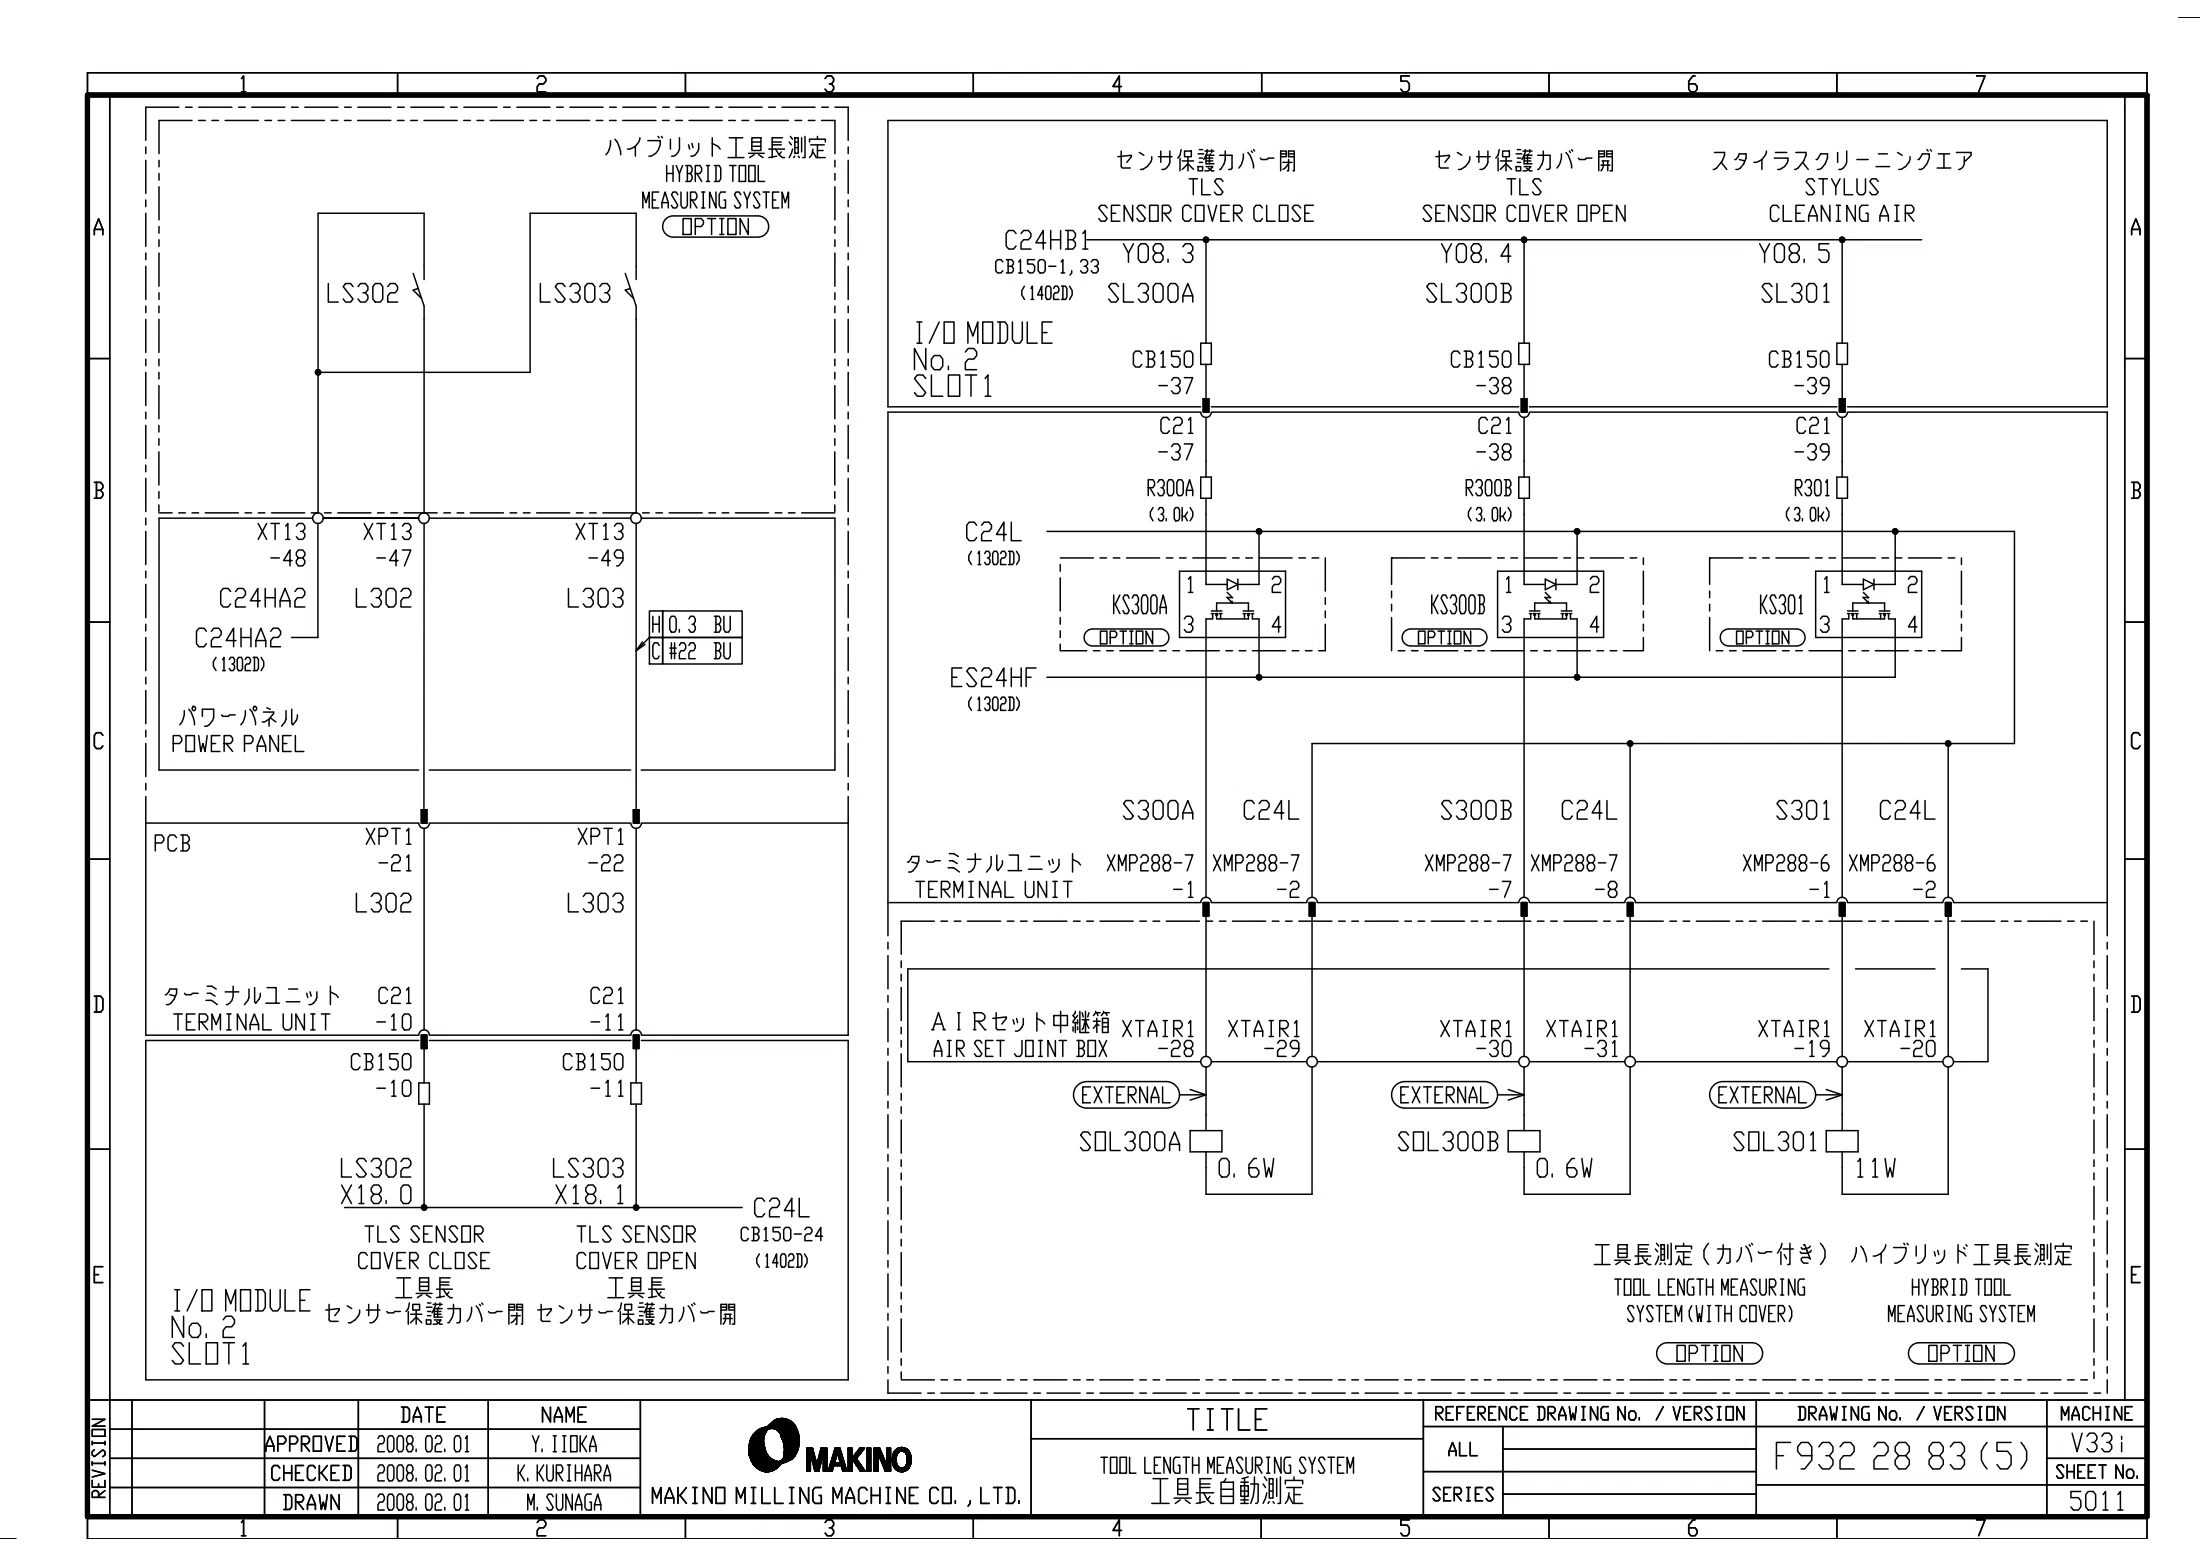 1 2 3 4 5 6 7
A
B
C
D
E
ハイブリット工具長測定
HYBRID TOOL
MEASURING SYSTEM
OPTION
LS302
LS303
XT13
-48
XT13
-47
XT13
-49
C24HA2
L302
L303
C24HA2
(1302D)
H 0.3 BU
C #22 BU
パワーパネル
POWER PANEL
PCB
XPT1
-21
XPT1
-22
L302
L303
ターミナルユニット
TERMINAL UNIT
C21
-10
C21
-11
CB150
-10
CB150
-11
LS302
X18.0
LS303
X18.1
C24L
CB150-24
(1402D)
TLS SENSOR
COVER CLOSE
工具長
センサー保護カバー閉
TLS SENSOR
COVER OPEN
工具長
センサー保護カバー開
I/O MODULE
No.2
SLOT1
センサ保護カバー閉
TLS
SENSOR COVER CLOSE
センサ保護カバー開
TLS
SENSOR COVER OPEN
スタイラスクリーニングエア
STYLUS
CLEANING AIR
C24HB1
CB150-1,33
(1402D)
Y08.3
SL300A
Y08.4
SL300B
Y08.5
SL301
I/O MODULE
No.2
SLOT1
CB150
-37
CB150
-38
CB150
-39
C21
-37
C21
-38
C21
-39
R300A
(3.0k)
R300B
(3.0k)
R301
(3.0k)
C24L
(1302D)
KS300A
OPTION
1 2
3 4
KS300B
OPTION
1 2
3 4
KS301
OPTION
1 2
3 4
ES24HF
(1302D)
S300A
C24L
S300B
C24L
S301
C24L
ターミナルユニット
TERMINAL UNIT
XMP288-7
-1
XMP288-7
-2
XMP288-7
-7
XMP288-7
-8
XMP288-6
-1
XMP288-6
-2
AIRセット中継箱
AIR SET JOINT BOX
XTAIR1
-28
XTAIR1
-29
XTAIR1
-30
XTAIR1
-31
XTAIR1
-19
XTAIR1
-20
EXTERNAL
EXTERNAL
EXTERNAL
SOL300A
0.6W
SOL300B
0.6W
SOL301
11W
工具長測定(カバー付き)
TOOL LENGTH MEASURING
SYSTEM(WITH COVER)
OPTION
ハイブリッド工具長測定
HYBRID TOOL
MEASURING SYSTEM
OPTION
A
B
C
D
E
REVISION
DATE NAME
APPROVED 2008.02.01 Y.IIOKA
CHECKED 2008.02.01 K.KURIHARA
DRAWN 2008.02.01 M.SUNAGA
MAKINO
MAKINO MILLING MACHINE CO.,LTD.
TITLE
TOOL LENGTH MEASURING SYSTEM
工具長自動測定
REFERENCE DRAWING No. / VERSION
ALL
SERIES
DRAWING No. / VERSION
F932 28 83(5)
MACHINE
V33i
SHEET No.
5011
1 2 3 4 5 6 7